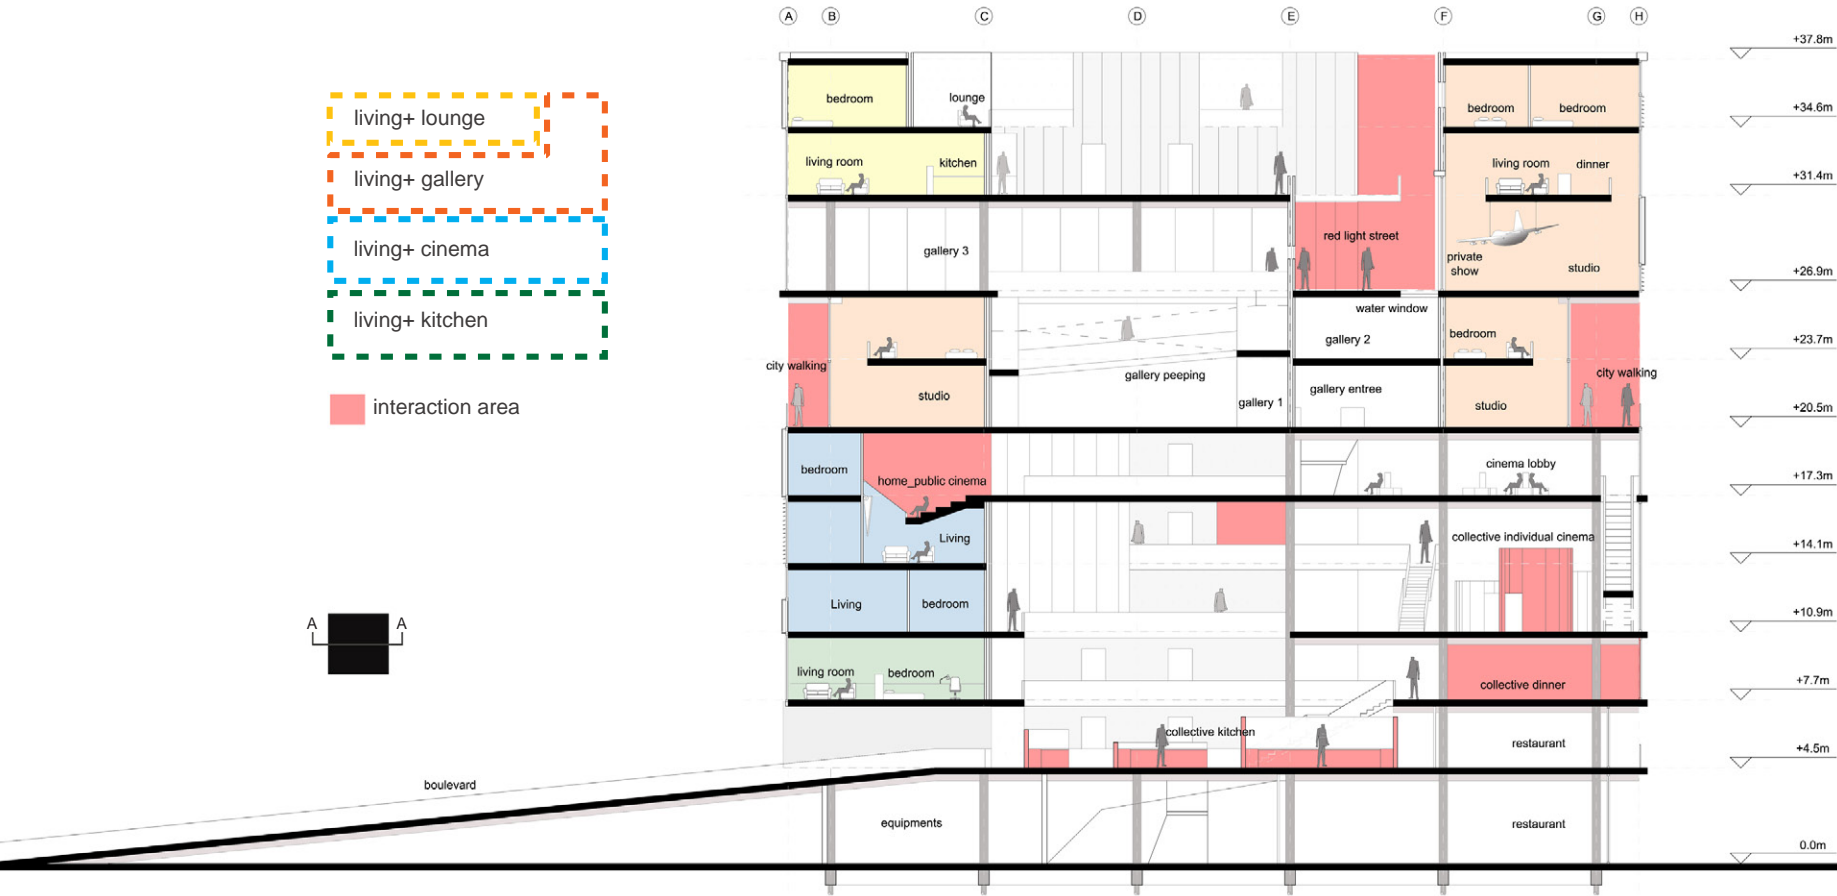 A B C D E F G H
+37.8m
living+ lounge
living+ gallery
living+ cinema
living+ kitchen
interaction area
A A
bedroom
lounge
bedroom
bedroom
+34.6m
living room
kitchen
living room
dinner
+31.4m
gallery 3
red light street
private
show
studio
+26.9m
water window
gallery 2
bedroom
+23.7m
city walking
gallery peeping
city walking
studio
gallery 1
gallery entree
studio
+20.5m
bedroom
home_public cinema
cinema lobby
+17.3m
Living
collective individual cinema
+14.1m
Living
bedroom
+10.9m
living room
bedroom
collective dinner
+7.7m
collective kitchen
restaurant
+4.5m
boulevard
equipments
restaurant
0.0m